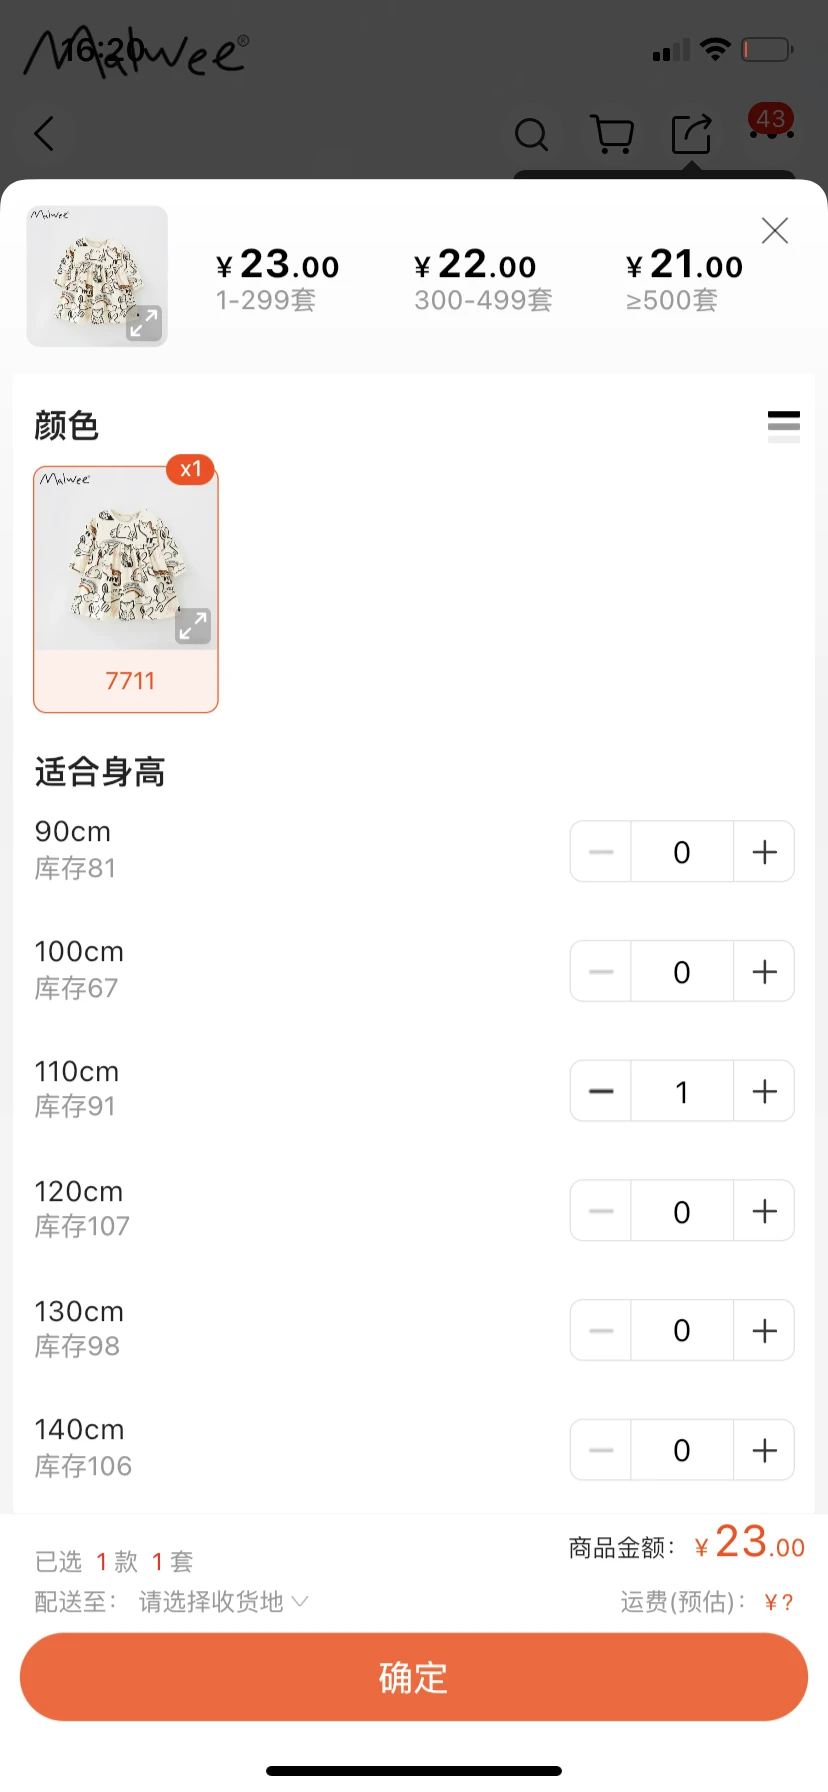 Malwee®
16:20
43
Malwee
¥23.00 ¥22.00 ¥21.00
1-299套 300-499套 ≥500套
颜色
x1
Malwee
7711
适合身高
90cm
库存81
0
100cm
库存67
0
110cm
库存91
1
120cm
库存107
0
130cm
库存98
0
140cm
库存106
0
已选 1 款 1 套
商品金额: ¥23.00
配送至: 请选择收货地
运费(预估): ¥?
确定